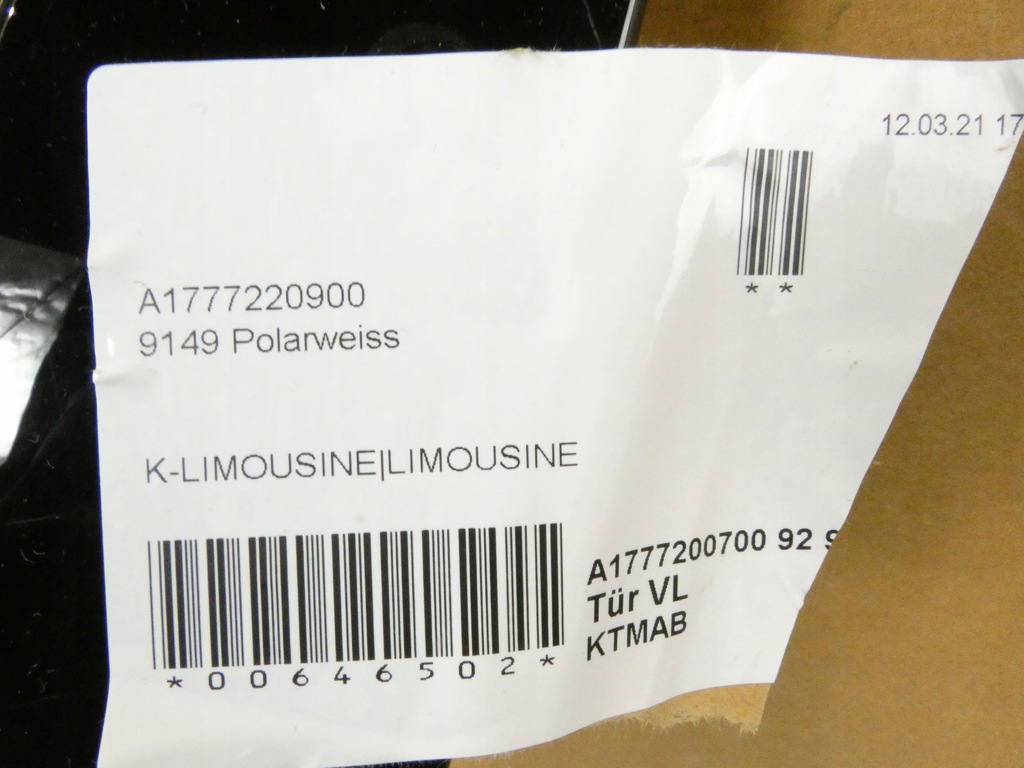 12.03.21 17
* *
A1777220900
9149 Polarweiss
K-LIMOUSINE|LIMOUSINE
*00646502*
A1777200700 92
Tür VL
KTMAB